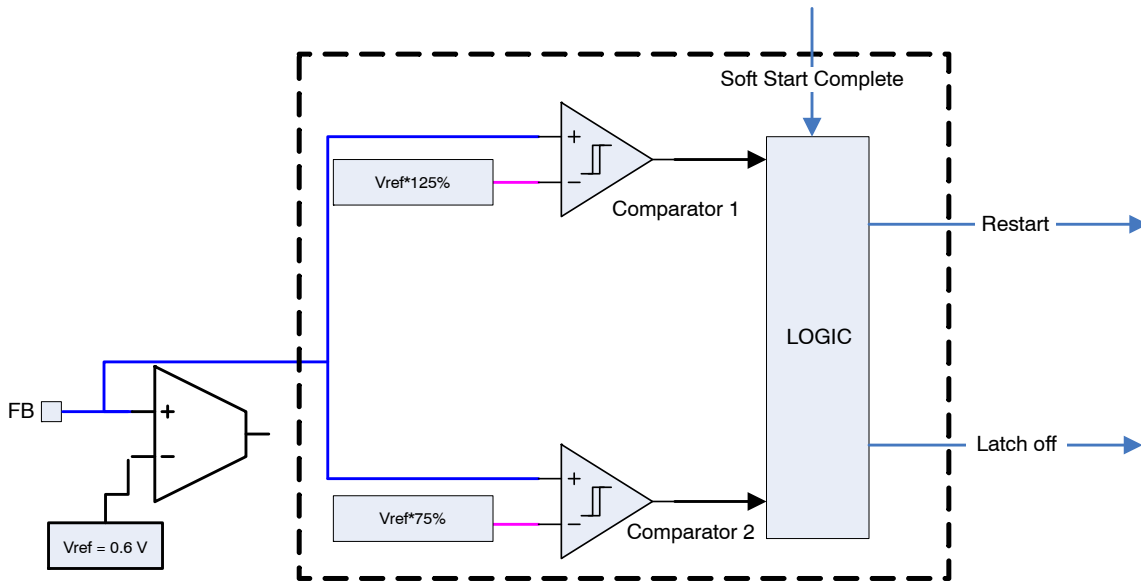 Soft Start Complete
+
Vref*125%
−
Comparator 1
Restart
LOGIC
FB
+
−
Latch off
+
Vref*75%
−
Comparator 2
Vref = 0.6 V